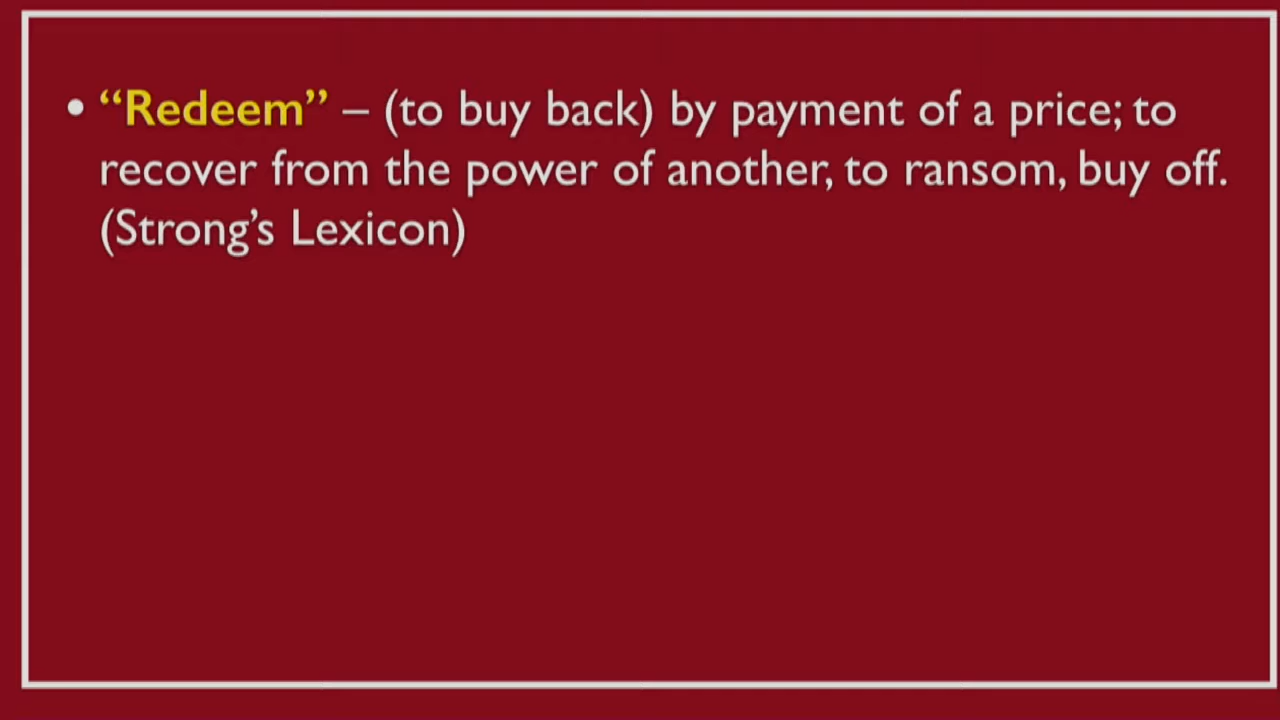 • “Redeem” – (to buy back) by payment of a price; to
recover from the power of another, to ransom, buy off.
(Strong’s Lexicon)